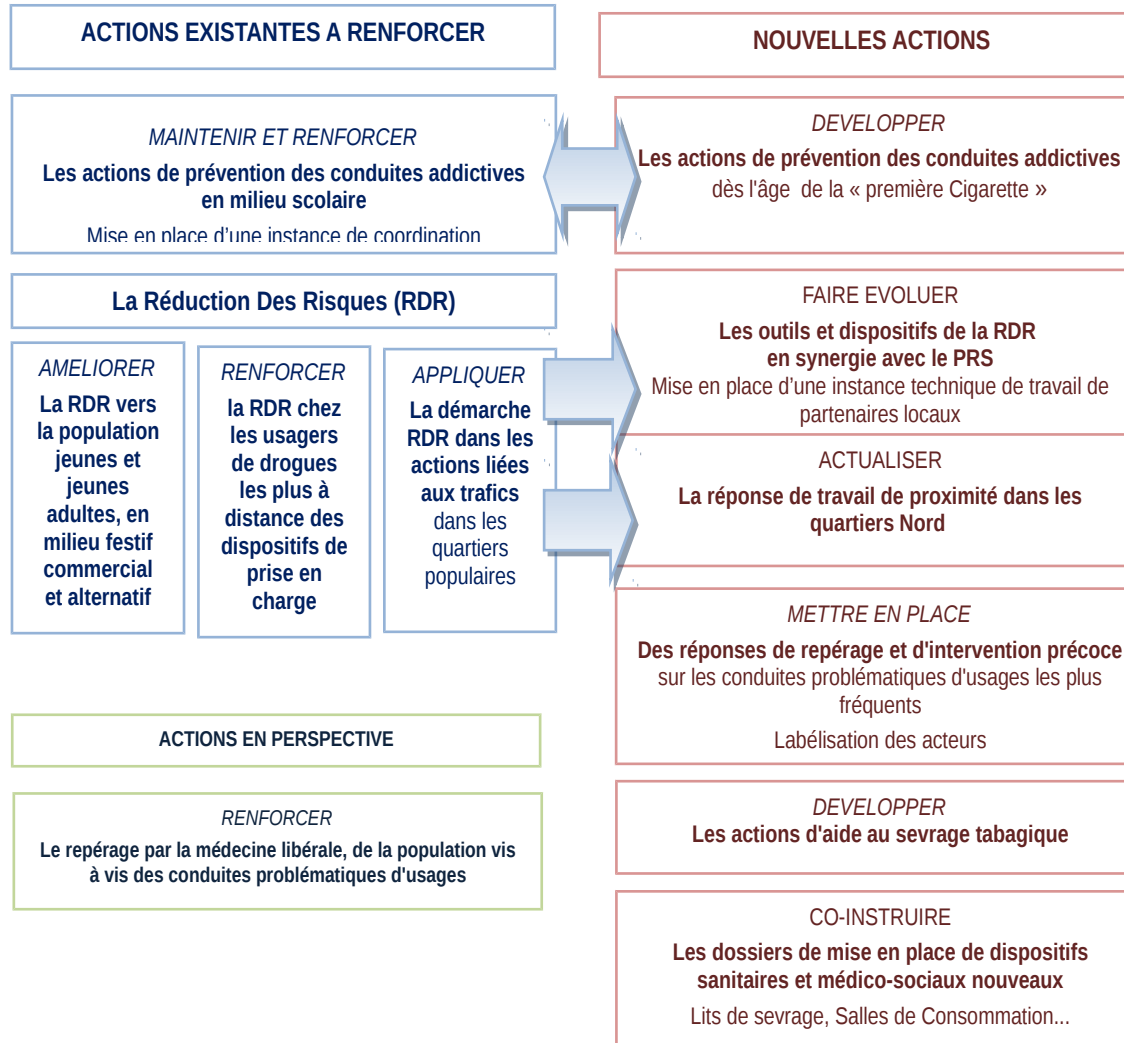 ACTIONS EXISTANTES A RENFORCER
MAINTENIR ET RENFORCER
Les actions de prévention des conduites addictives
en milieu scolaire
Mise en place d’une instance de coordination
La Réduction Des Risques (RDR)
AMELIORER
La RDR vers
la population
jeunes et
jeunes
adultes, en
milieu festif
commercial
et alternatif
RENFORCER
la RDR chez
les usagers
de drogues
les plus à
distance des
dispositifs de
prise en
charge
APPLIQUER
La démarche
RDR dans les
actions liées
aux trafics
dans les
quartiers
populaires
ACTIONS EN PERSPECTIVE
RENFORCER
Le repérage par la médecine libérale, de la population vis
à vis des conduites problématiques d'usages
NOUVELLES ACTIONS
DEVELOPPER
Les actions de prévention des conduites addictives
dès l'âge de la « première Cigarette »
FAIRE EVOLUER
Les outils et dispositifs de la RDR
en synergie avec le PRS
Mise en place d’une instance technique de travail de
partenaires locaux
ACTUALISER
La réponse de travail de proximité dans les
quartiers Nord
METTRE EN PLACE
Des réponses de repérage et d'intervention précoce
sur les conduites problématiques d'usages les plus
fréquents
Labélisation des acteurs
DEVELOPPER
Les actions d'aide au sevrage tabagique
CO-INSTRUIRE
Les dossiers de mise en place de dispositifs
sanitaires et médico-sociaux nouveaux
Lits de sevrage, Salles de Consommation...